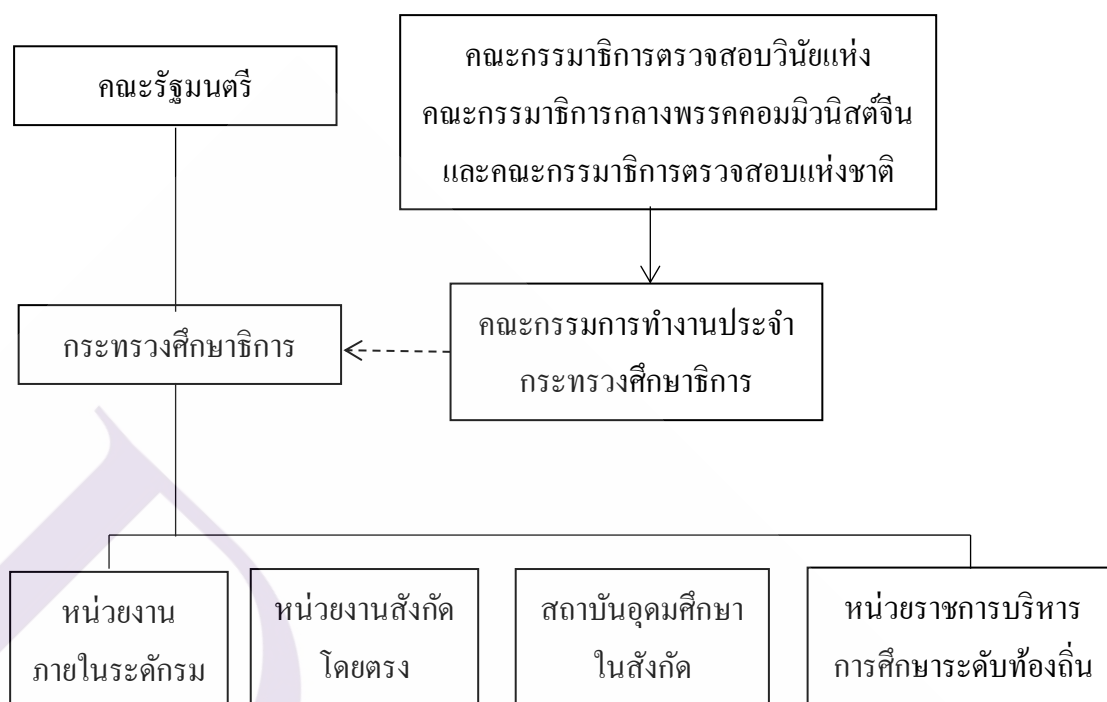 คณะรัฐมนตรี
คณะกรรมาธิการตรวจสอบวินัยแห่ง
คณะกรรมาธิการกลางพรรคคอมมิวนิสต์จีน
และคณะกรรมาธิการตรวจสอบแห่งชาติ
กระทรวงศึกษาธิการ
คณะกรรมการทำงานประจำ
กระทรวงศึกษาธิการ
หน่วยงาน
ภายในระดักรม
หน่วยงานสังกัด
โดยตรง
สถาบันอุดมศึกษา
ในสังกัด
หน่วยราชการบริหาร
การศึกษาระดับท้องถิ่น